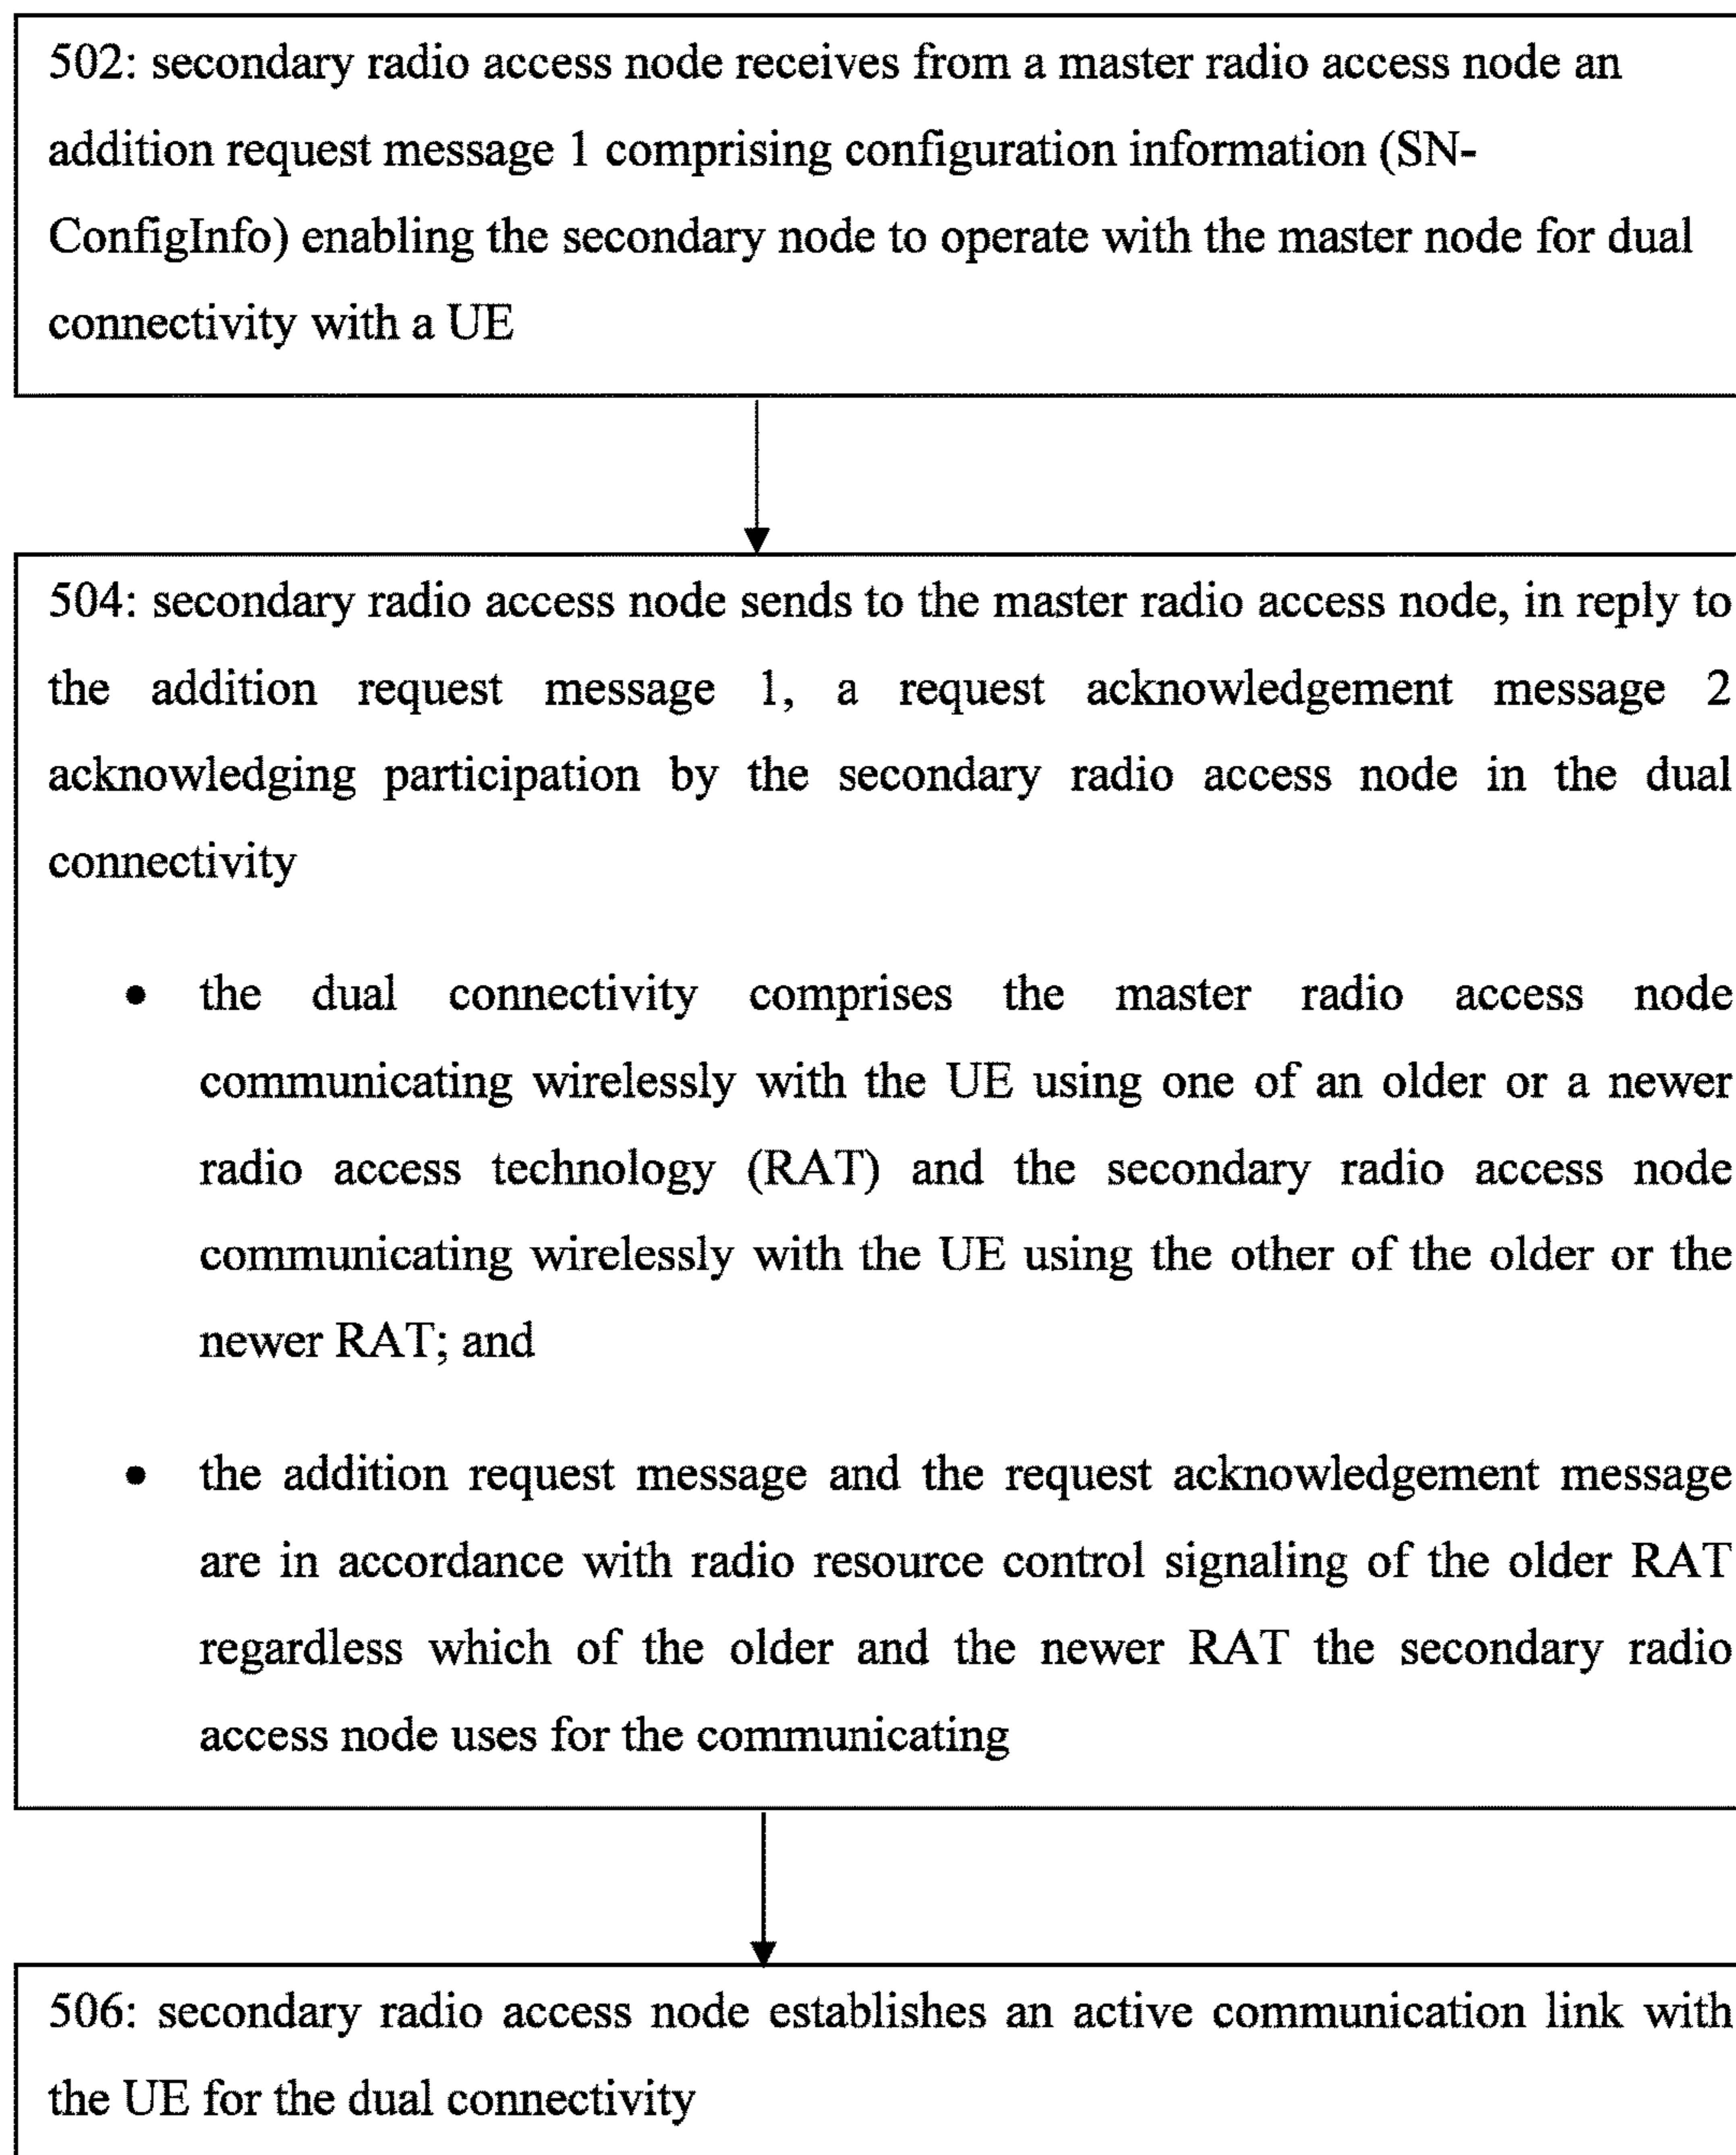 502: secondary radio access node receives from a master radio access node an
addition request message 1 comprising configuration information (SN-
ConfigInfo) enabling the secondary node to operate with the master node for dual
connectivity with a UE
504: secondary radio access node sends to the master radio access node, in reply to
the addition request message 1, a request acknowledgement message 2
acknowledging participation by the secondary radio access node in the dual
connectivity
• the dual connectivity comprises the master radio access node
communicating wirelessly with the UE using one of an older or a newer
radio access technology (RAT) and the secondary radio access node
communicating wirelessly with the UE using the other of the older or the
newer RAT; and
• the addition request message and the request acknowledgement message
are in accordance with radio resource control signaling of the older RAT
regardless which of the older and the newer RAT the secondary radio
access node uses for the communicating
506: secondary radio access node establishes an active communication link with
the UE for the dual connectivity